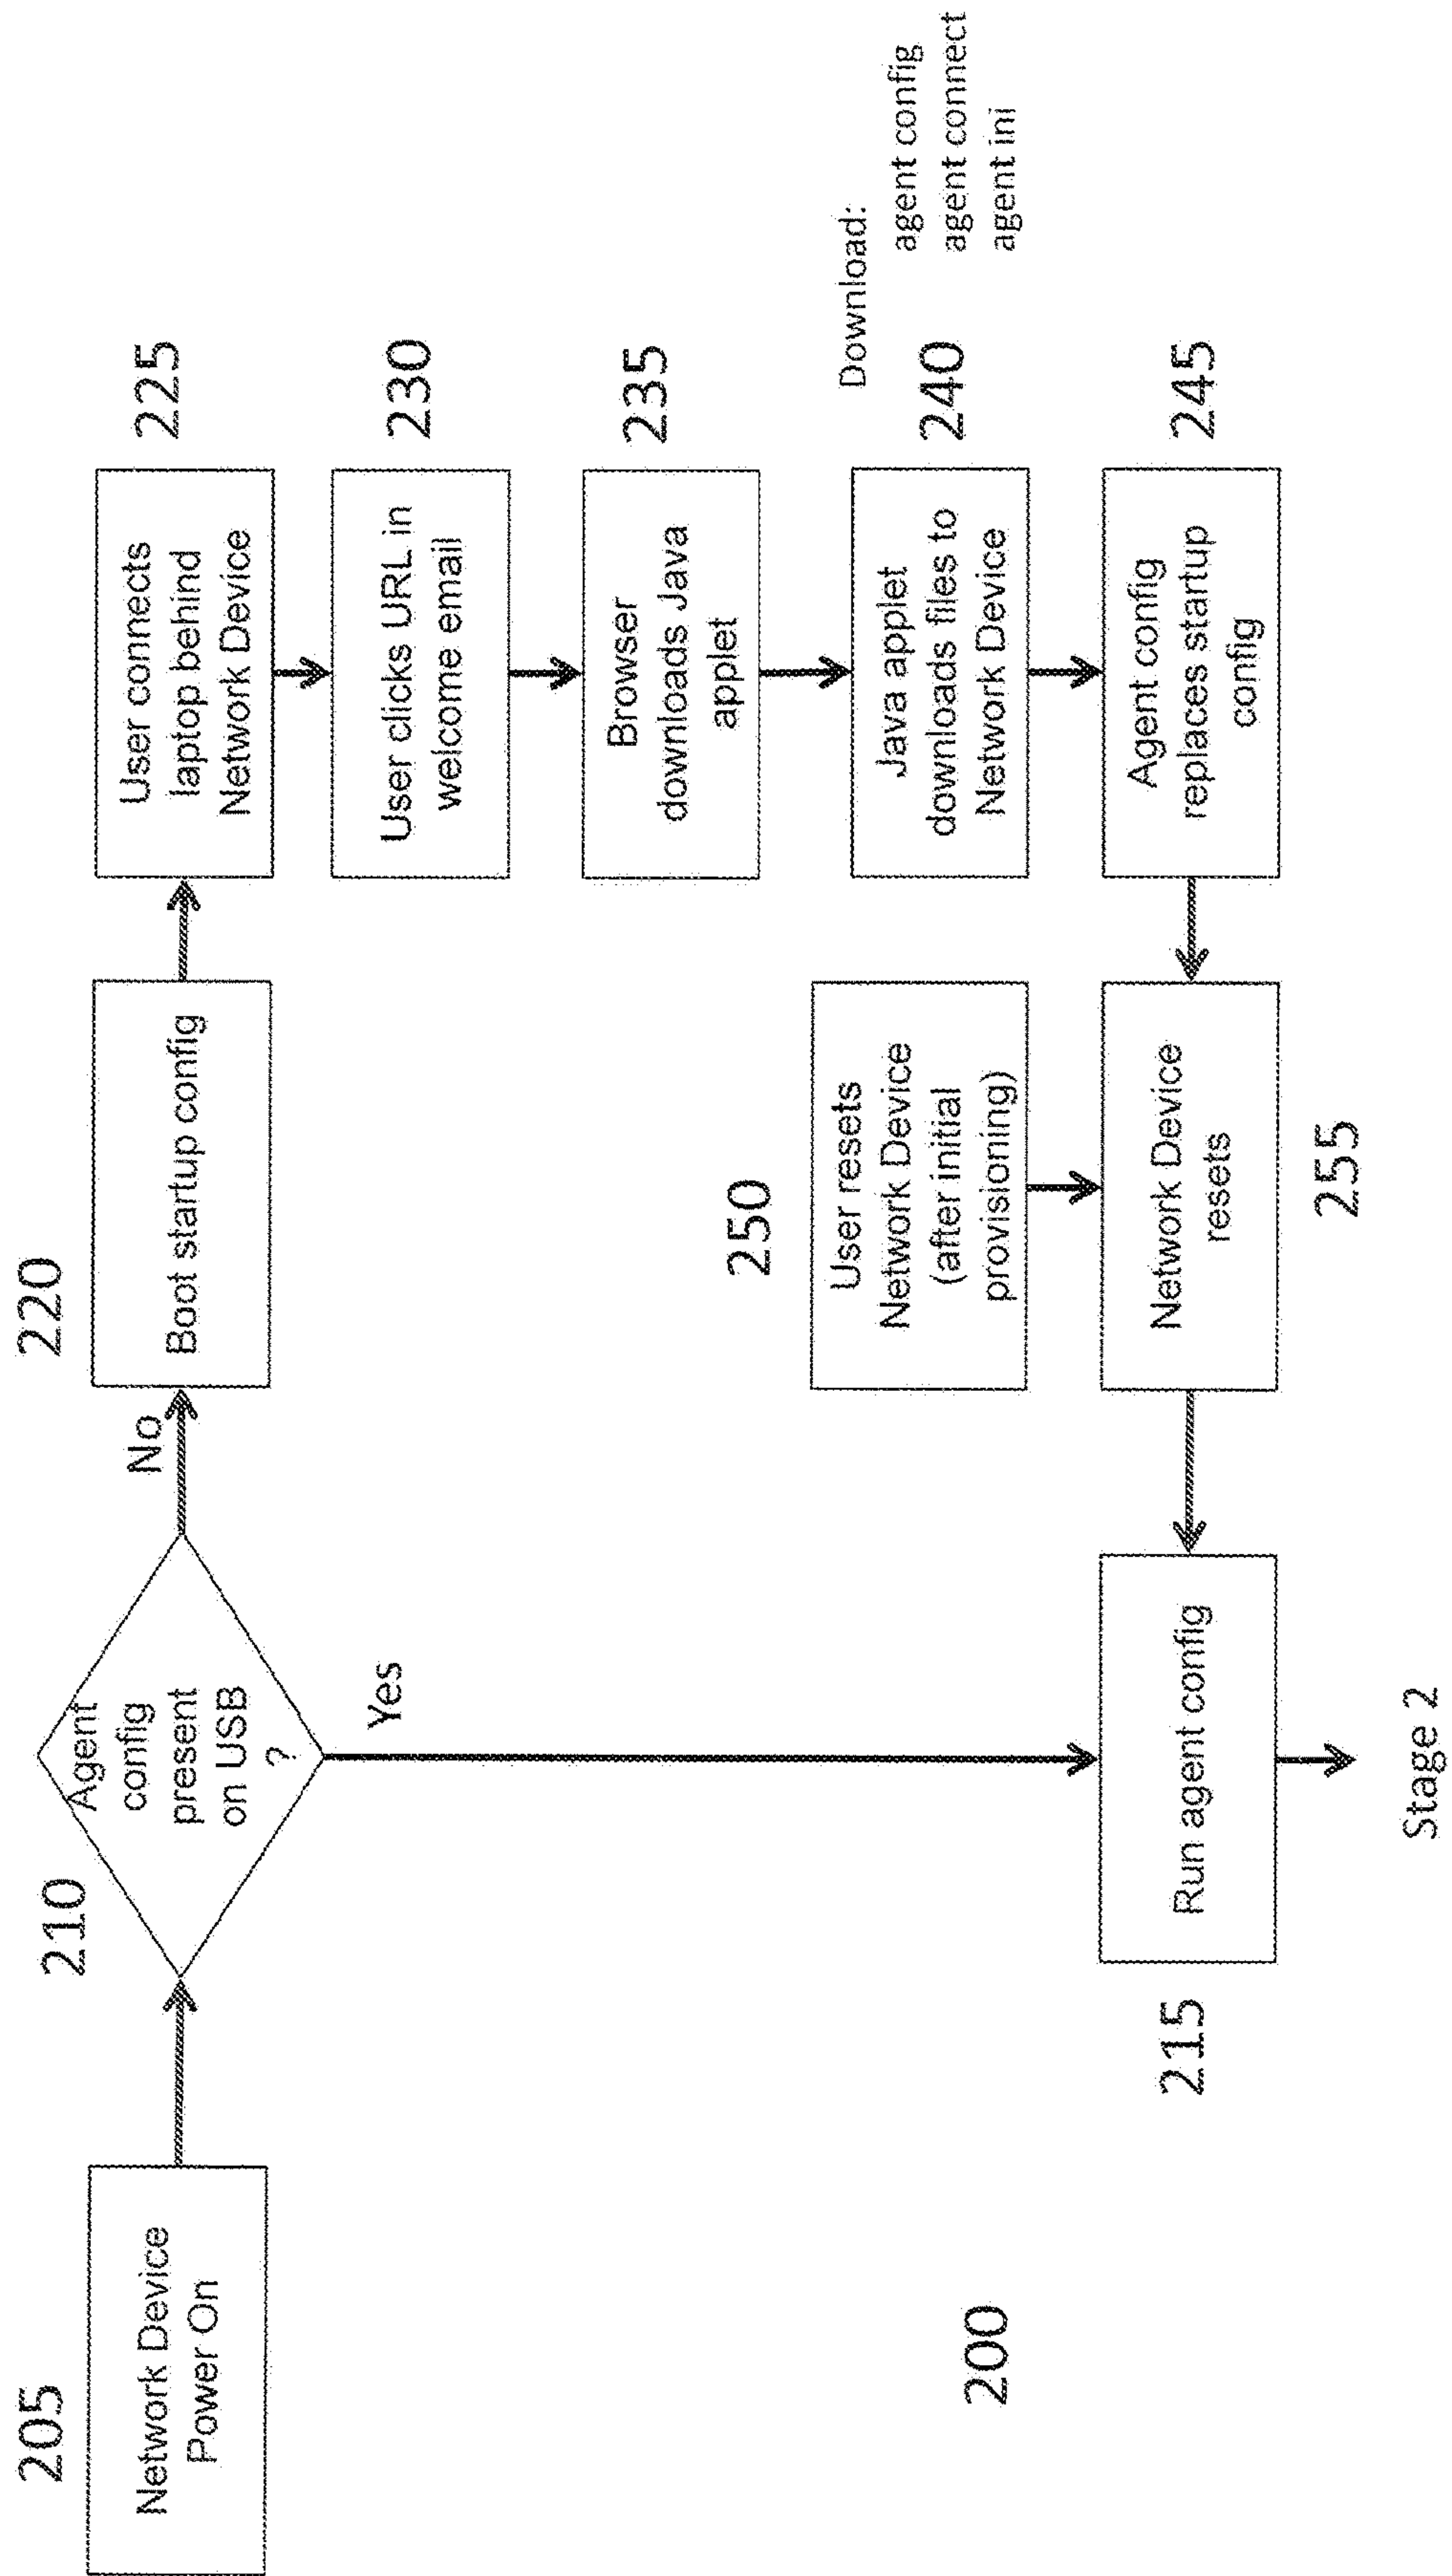 205
Network Device
Power On
210
Agent
config
present
on USB
?
No
Yes
220
Boot startup config
225
User connects
laptop behind
Network Device
230
User clicks URL in
welcome email
235
Browser
downloads Java
applet
Download:
agent config
agent connect
agent ini
240
Java applet
downloads files to
Network Device
245
Agent config
replaces startup
config
250
User resets
Network Device
(after initial
provisioning)
Network Device
resets
255
Run agent config
215
Stage 2
200